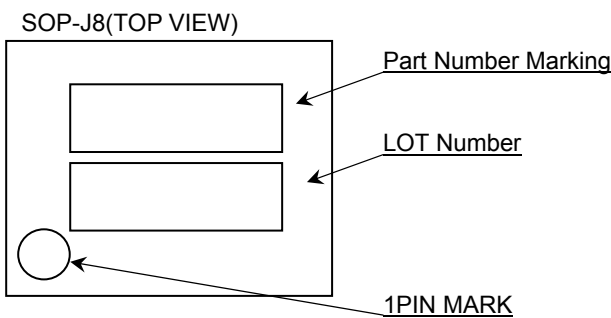 SOP-J8(TOP VIEW)
Part Number Marking
LOT Number
1PIN MARK